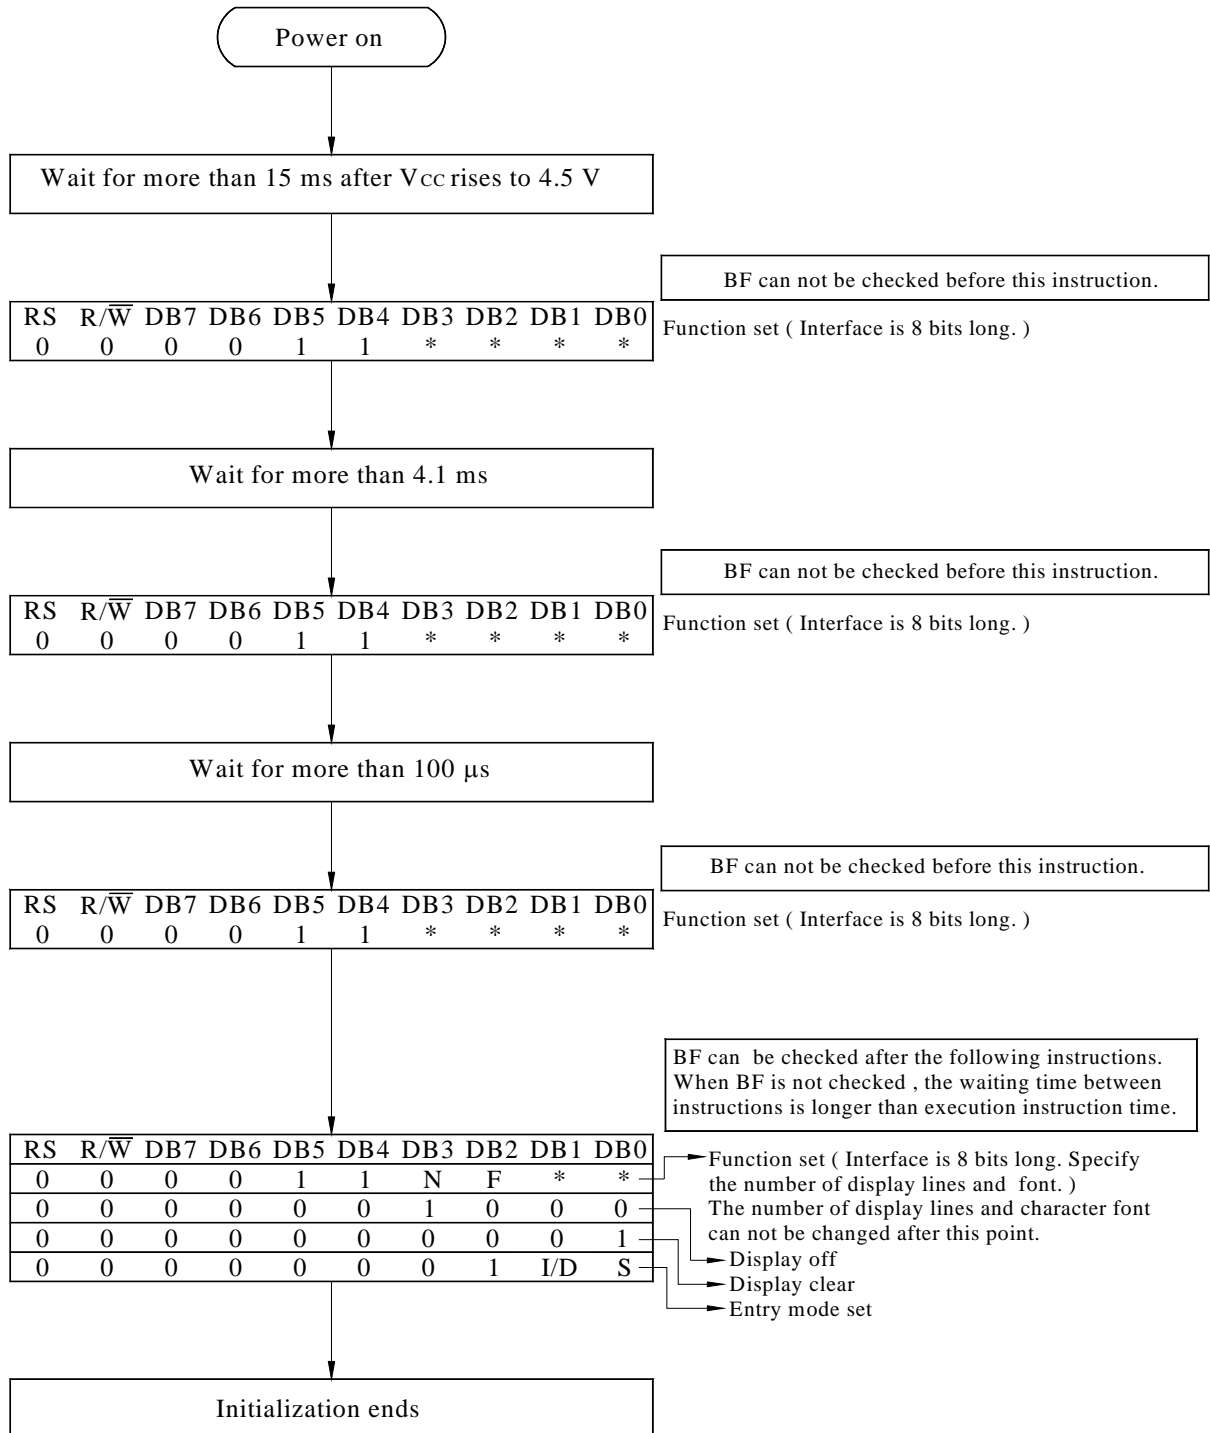 Power on
Wait for more than 15 ms after VCC rises to 4.5 V
BF can not be checked before this instruction.
RS R/W̅ DB7 DB6 DB5 DB4 DB3 DB2 DB1 DB0
0 0 0 0 1 1 * * * *
Function set ( Interface is 8 bits long. )
Wait for more than 4.1 ms
BF can not be checked before this instruction.
RS R/W̅ DB7 DB6 DB5 DB4 DB3 DB2 DB1 DB0
0 0 0 0 1 1 * * * *
Function set ( Interface is 8 bits long. )
Wait for more than 100 µs
BF can not be checked before this instruction.
RS R/W̅ DB7 DB6 DB5 DB4 DB3 DB2 DB1 DB0
0 0 0 0 1 1 * * * *
Function set ( Interface is 8 bits long. )
BF can be checked after the following instructions.
When BF is not checked , the waiting time between
instructions is longer than execution instruction time.
RS R/W̅ DB7 DB6 DB5 DB4 DB3 DB2 DB1 DB0
0 0 0 0 1 1 N F * *
0 0 0 0 0 0 1 0 0 0
0 0 0 0 0 0 0 0 0 1
0 0 0 0 0 0 0 1 I/D S
Function set ( Interface is 8 bits long. Specify
the number of display lines and font. )
The number of display lines and character font
can not be changed after this point.
Display off
Display clear
Entry mode set
Initialization ends